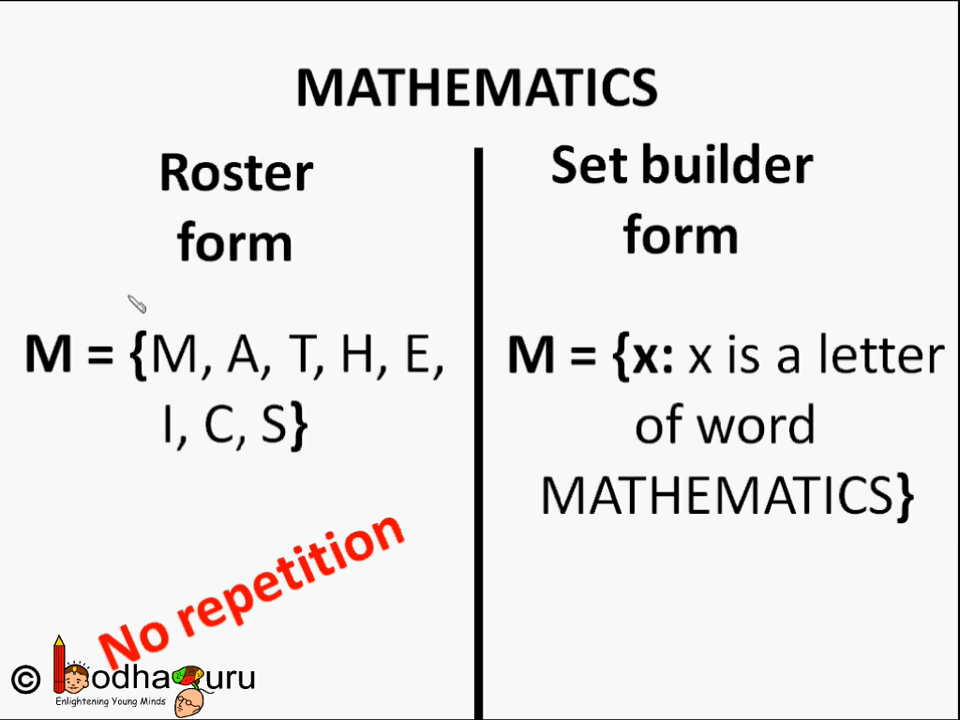 MATHEMATICS
Roster
form
M = {M, A, T, H, E,
I, C, S}
No repetition
Set builder
form
M = {x: x is a letter
of word
MATHEMATICS}
© bodhaguru
Enlightening Young Minds